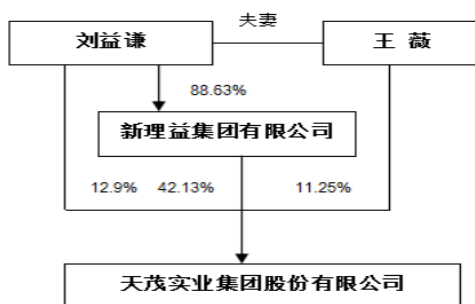 夫妻
刘益谦
王 薇
88.63%
新理益集团有限公司
12.9% 42.13% 11.25%
天茂实业集团股份有限公司